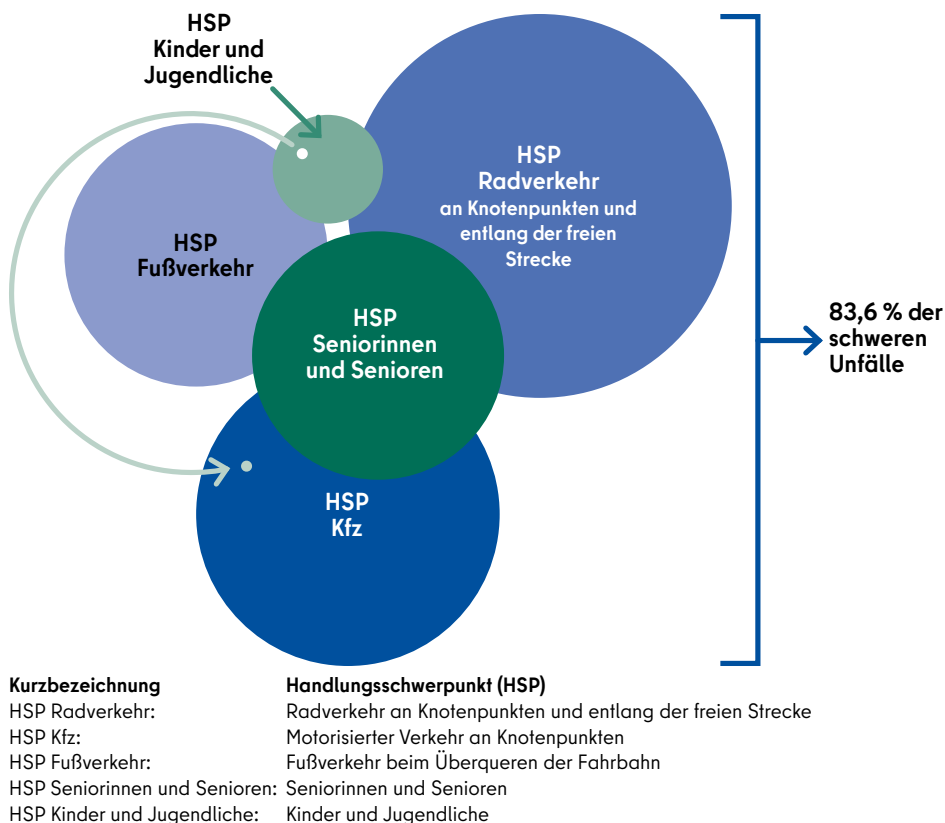 HSP
Kinder und
Jugendliche
HSP
Radverkehr
an Knotenpunkten und
entlang der freien
Strecke
HSP
Fußverkehr
HSP
Seniorinnen
und Senioren
83,6 % der
schweren
Unfälle
HSP
Kfz
Kurzbezeichnung Handlungsschwerpunkt (HSP)
HSP Radverkehr: Radverkehr an Knotenpunkten und entlang der freien Strecke
HSP Kfz: Motorisierter Verkehr an Knotenpunkten
HSP Fußverkehr: Fußverkehr beim Überqueren der Fahrbahn
HSP Seniorinnen und Senioren: Seniorinnen und Senioren
HSP Kinder und Jugendliche: Kinder und Jugendliche